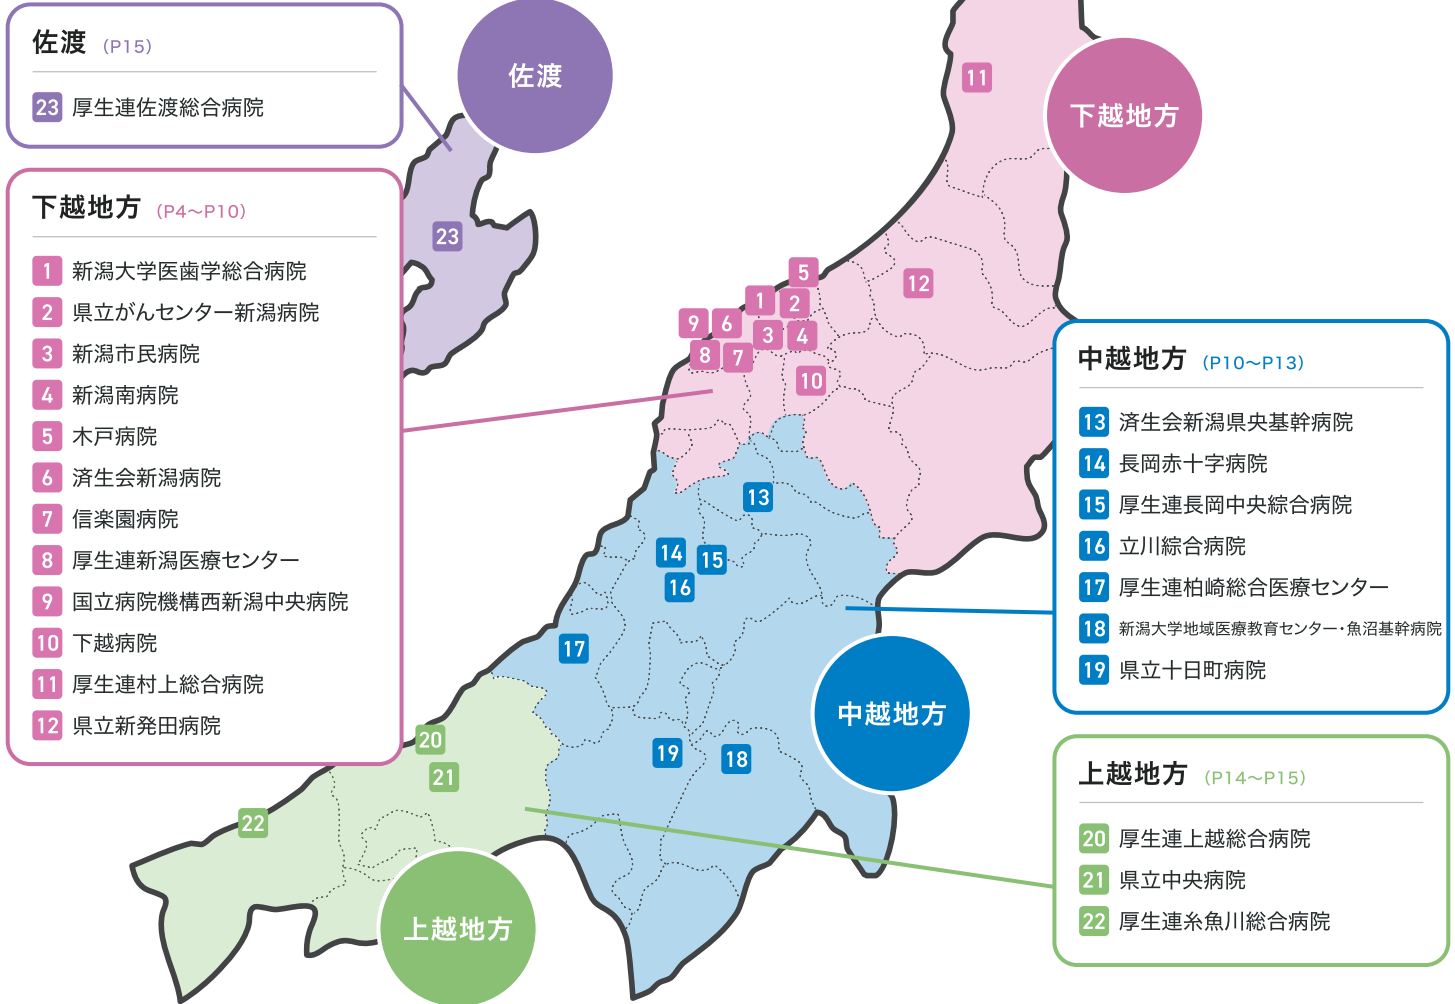 佐渡 (P15)
23 厚生連佐渡総合病院
下越地方 (P4〜P10)
1 新潟大学医歯学総合病院
2 県立がんセンター新潟病院
3 新潟市民病院
4 新潟南病院
5 木戸病院
6 済生会新潟病院
7 信楽園病院
8 厚生連新潟医療センター
9 国立病院機構西新潟中央病院
10 下越病院
11 厚生連村上総合病院
12 県立新発田病院
佐渡
23
下越地方
11
12
5
1 2
9 6 3 4
8 7
10
13
14 15
16
17
19 18
20
21
22
中越地方
上越地方
中越地方 (P10〜P13)
13 済生会新潟県央基幹病院
14 長岡赤十字病院
15 厚生連長岡中央綜合病院
16 立川綜合病院
17 厚生連柏崎総合医療センター
18 新潟大学地域医療教育センター・魚沼基幹病院
19 県立十日町病院
上越地方 (P14〜P15)
20 厚生連上越総合病院
21 県立中央病院
22 厚生連糸魚川総合病院